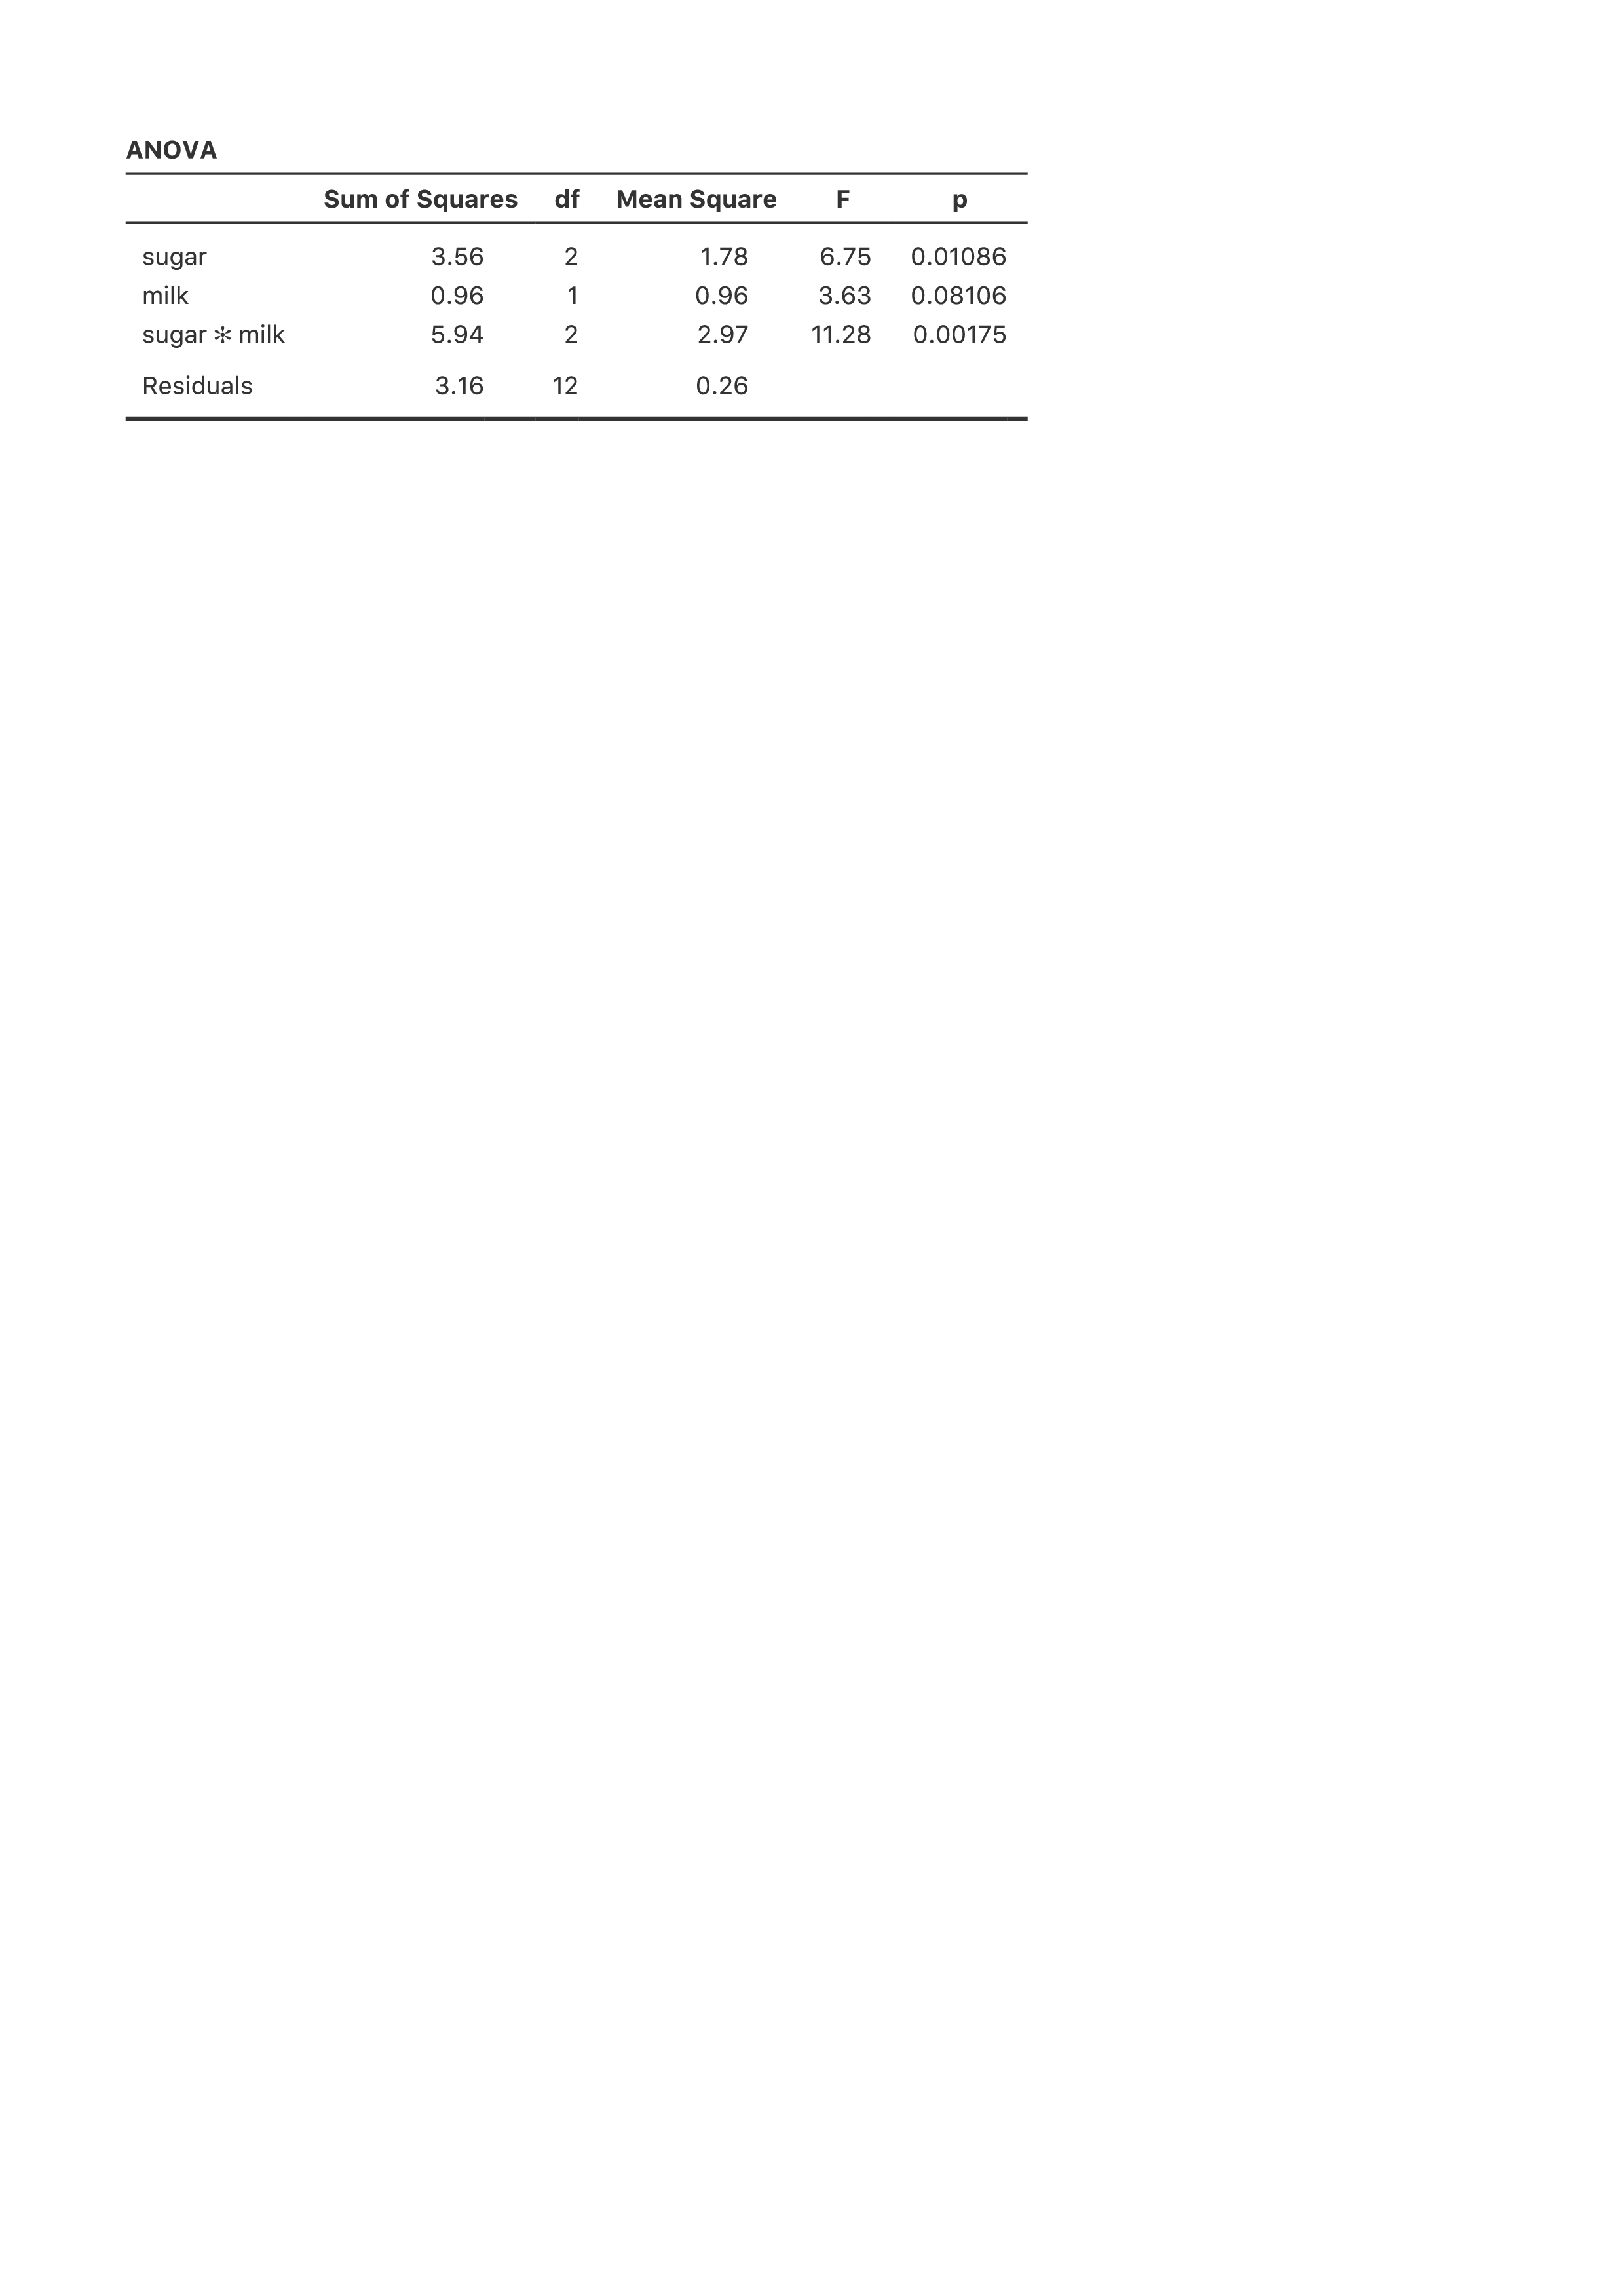 ANOVA
Sum of Squares df Mean Square F p
sugar 3.56 2 1.78 6.75 0.01086
milk 0.96 1 0.96 3.63 0.08106
sugar ✻ milk 5.94 2 2.97 11.28 0.00175
Residuals 3.16 12 0.26